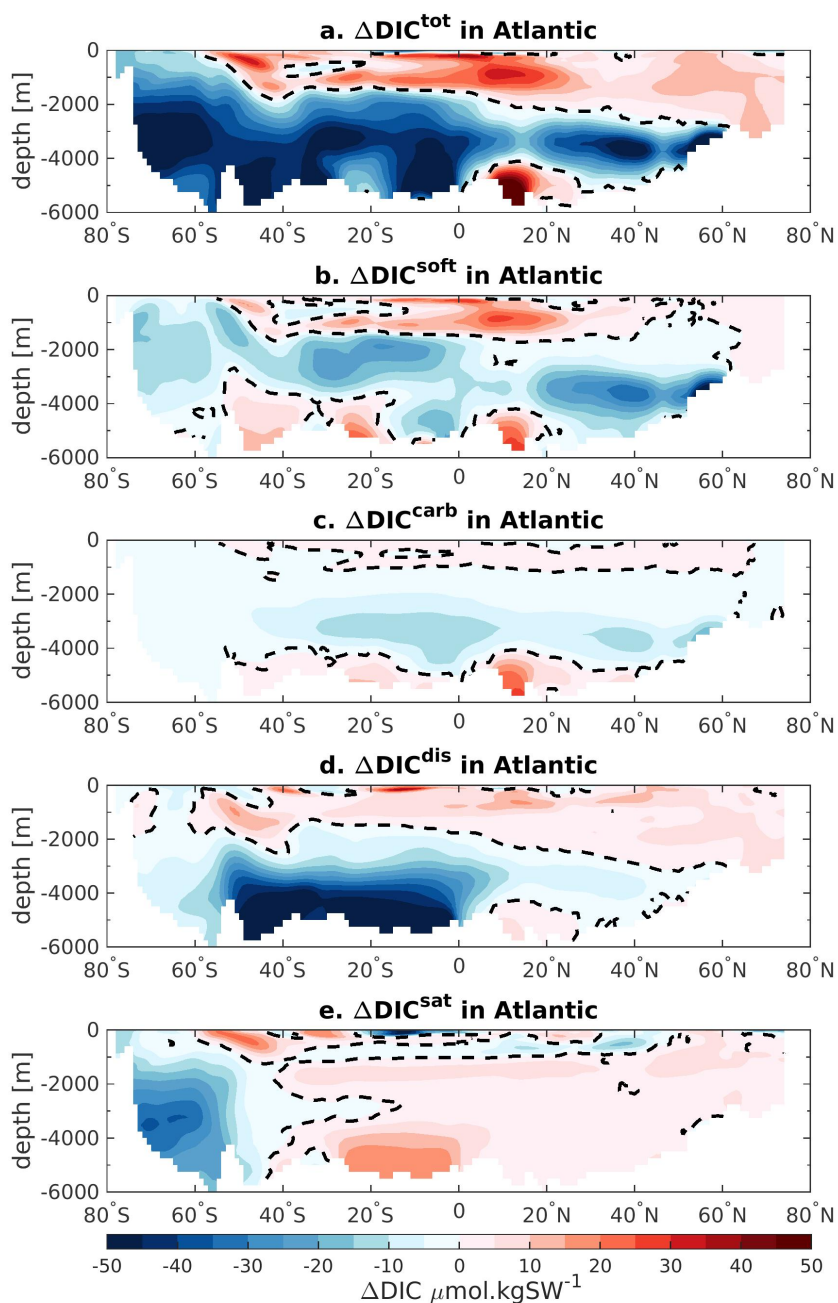 a. ΔDIC^tot in Atlantic
0
-2000
-4000
-6000
depth [m]
80°S 60°S 40°S 20°S 0 20°N 40°N 60°N 80°N
b. ΔDIC^soft in Atlantic
0
-2000
-4000
-6000
depth [m]
80°S 60°S 40°S 20°S 0 20°N 40°N 60°N 80°N
c. ΔDIC^carb in Atlantic
0
-2000
-4000
-6000
depth [m]
80°S 60°S 40°S 20°S 0 20°N 40°N 60°N 80°N
d. ΔDIC^dis in Atlantic
0
-2000
-4000
-6000
depth [m]
80°S 60°S 40°S 20°S 0 20°N 40°N 60°N 80°N
e. ΔDIC^sat in Atlantic
0
-2000
-4000
-6000
depth [m]
80°S 60°S 40°S 20°S 0 20°N 40°N 60°N 80°N
-50 -40 -30 -20 -10 0 10 20 30 40 50
ΔDIC μmol.kgSW^-1